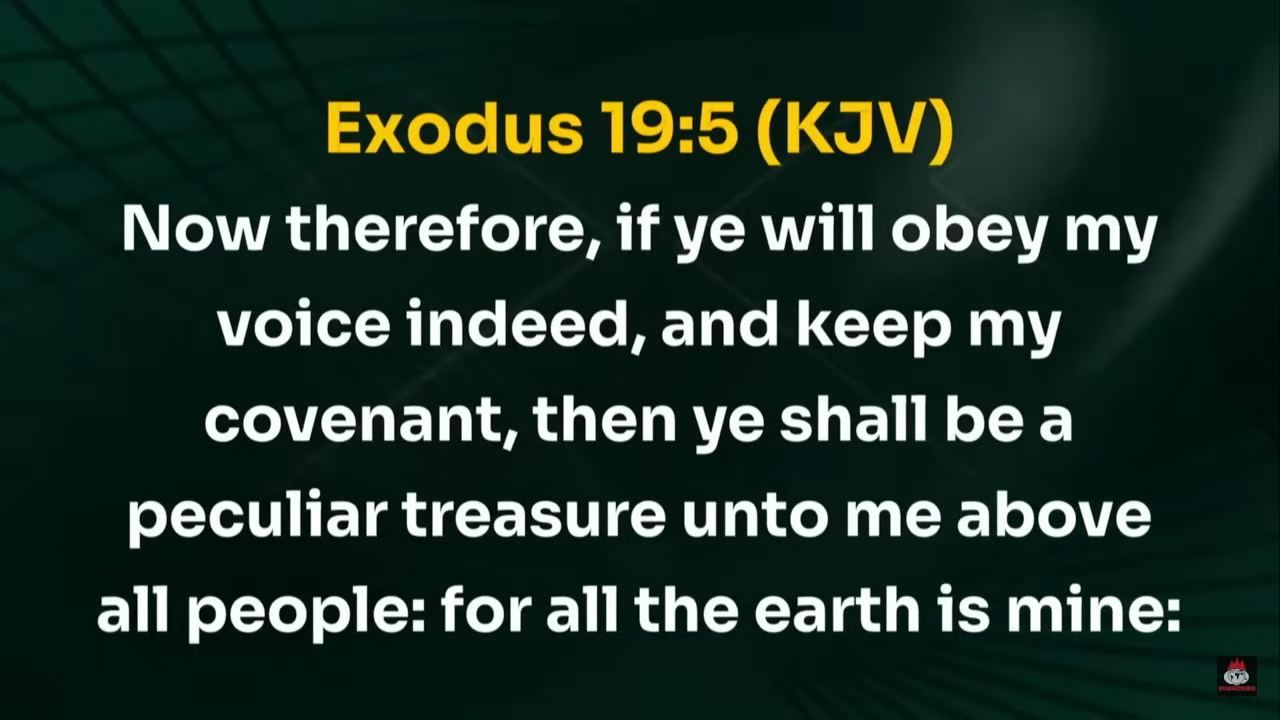 Exodus 19:5 (KJV)
Now therefore, if ye will obey my
voice indeed, and keep my
covenant, then ye shall be a
peculiar treasure unto me above
all people: for all the earth is mine: